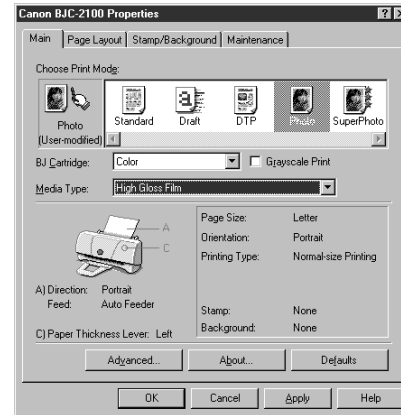 Canon BJC-2100 Properties
Main Page Layout Stamp/Background Maintenance
Choose Print Mode:
Photo
(User-modified)
Standard Draft DTP Photo SuperPhoto
BJ Cartridge: Color Grayscale Print
Media Type: High Gloss Film
A
C
A) Direction: Portrait
Feed: Auto Feeder
C) Paper Thickness Lever: Left
Page Size: Letter
Orientation: Portrait
Printing Type: Normal-size Printing
Stamp: None
Background: None
Advanced... About... Defaults
OK Cancel Apply Help